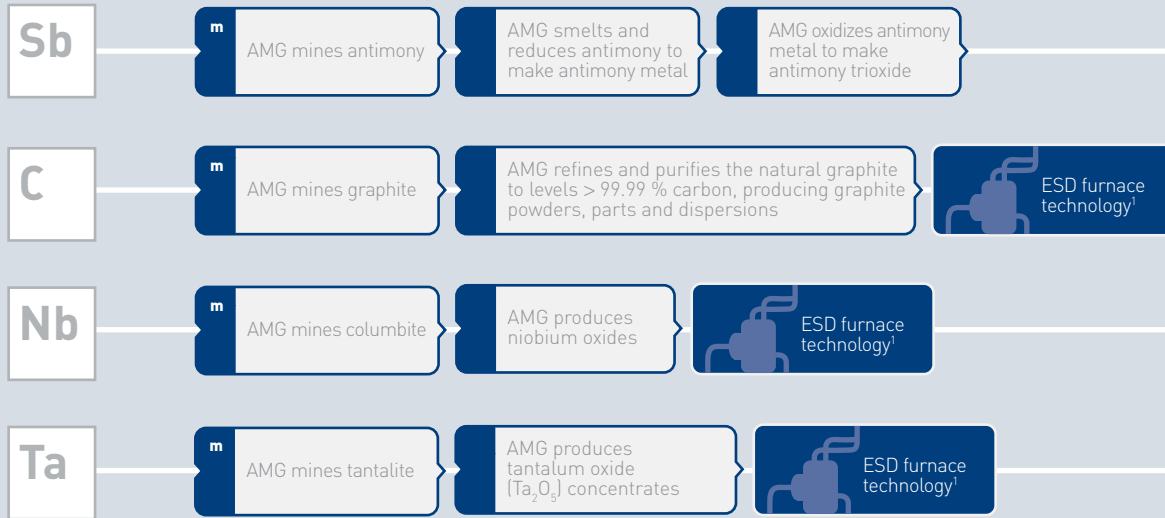 Sb
m
AMG mines antimony
AMG smelts and
reduces antimony to
make antimony metal
AMG oxidizes antimony
metal to make
antimony trioxide
C
m
AMG mines graphite
AMG refines and purifies the natural graphite
to levels > 99.99 % carbon, producing graphite
powders, parts and dispersions
ESD furnace
technology¹
Nb
m
AMG mines columbite
AMG produces
niobium oxides
ESD furnace
technology¹
Ta
m
AMG mines tantalite
AMG produces
tantalum oxide
(Ta₂O₅) concentrates
ESD furnace
technology¹